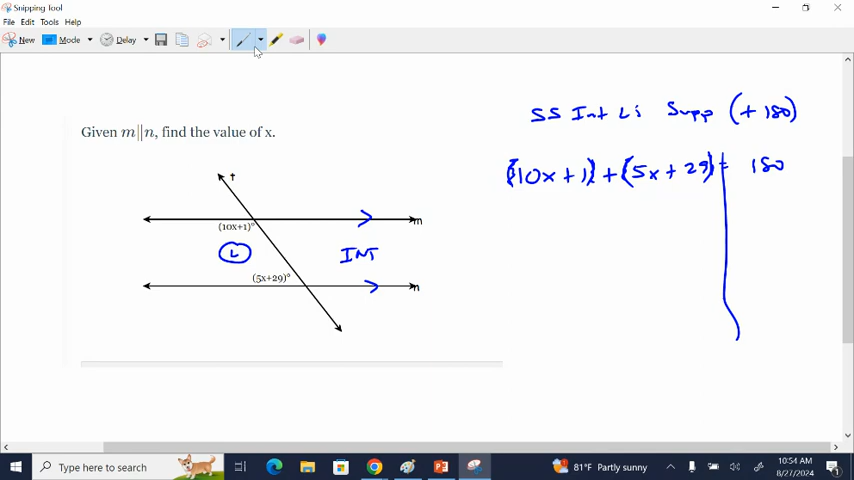 Snipping Tool
File Edit Tools Help
New Mode Delay
SS Int ∠'s Supp (+ 180)
Given m||n, find the value of x.
(10x+1) + (5x+29) = 180
t
m
(10x+1)°
L INT
(5x+29)°
n
Type here to search
81°F Partly sunny
10:54 AM
8/27/2024